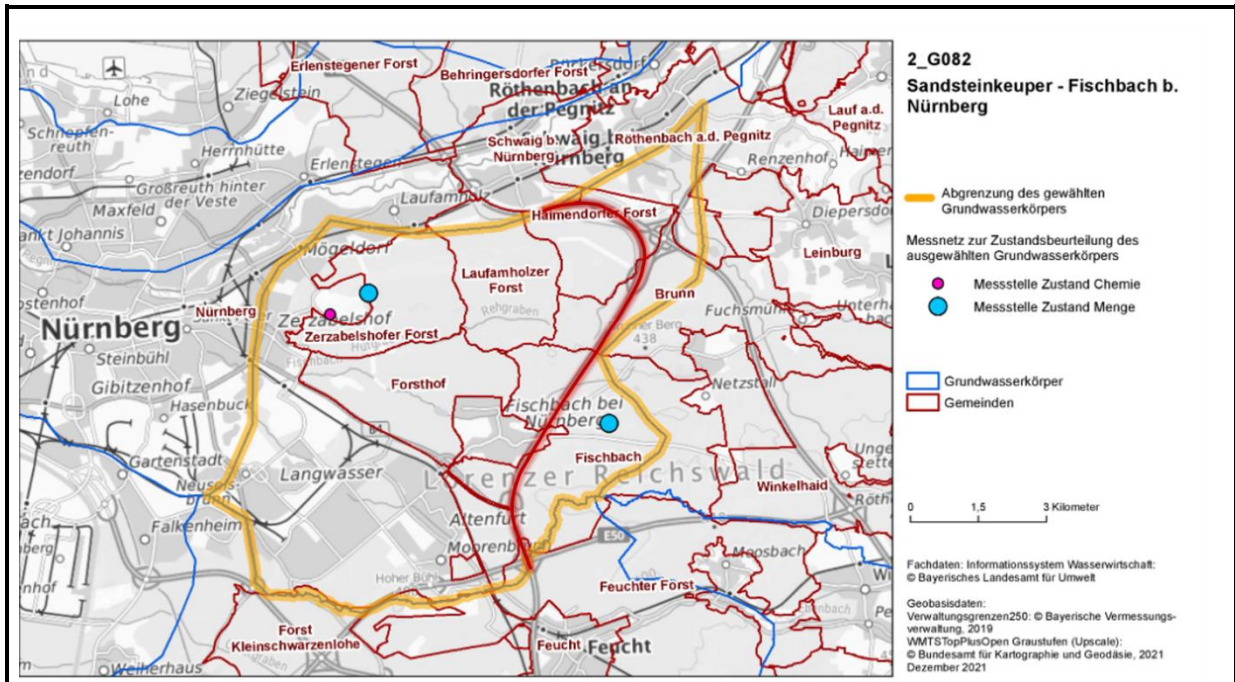 2_G082
Sandsteinkeuper - Fischbach b.
Nürnberg
Abgrenzung des gewählten
Grundwasserkörpers
Messnetz zur Zustandsbeurteilung des
ausgewählten Grundwasserkörpers
Messstelle Zustand Chemie
Messstelle Zustand Menge
Grundwasserkörper
Gemeinden
0 1,5 3 Kilometer
Fachdaten: Informationssystem Wasserwirtschaft:
© Bayerisches Landesamt für Umwelt
Geobasisdaten:
Verwaltungsgrenzen250: © Bayerische Vermessungs-
verwaltung, 2019
WMTSTopPlusOpen Graustufen (Upscale):
© Bundesamt für Kartographie und Geodäsie, 2021
Dezember 2021
Erlenstegener Forst
Behringersdorfer Forst
Lohe
Ziegelstein
Röthenbach an
der Pegnitz
Lauf a.d.
Pegnitz
Schnepfen-
reuth
Herrnhütte
Schwaig b.
Nürnberg
Röthenbach a.d. Pegnitz
Renzenhof
Erlenstegen
Großreuth hinter
der Veste
Laufamholz
Maxfeld
Haimendorfer Forst
Mögeldorf
Leinburg
Laufamholzer
Forst
Rehgraben
Brunn
Nürnberg
Nürnberg
Zerzabelshof
Zerzabelshofer Forst
Fuchsmühl
438
Steinbühl
Fischbach
Gibitzenhof
Forsthof
Netzstall
Hasenbuck
Fischbach bei
Nürnberg
Gartenstadt
Langwasser
Fischbach
Lorenzer Reichswald
Winkelhaid
Falkenheim
Altenfurt
E50
Moosbach
Hoher Bühl
Feuchter Forst
Forst
Kleinschwarzenlohe
Feucht
Feucht
Weiherhaus